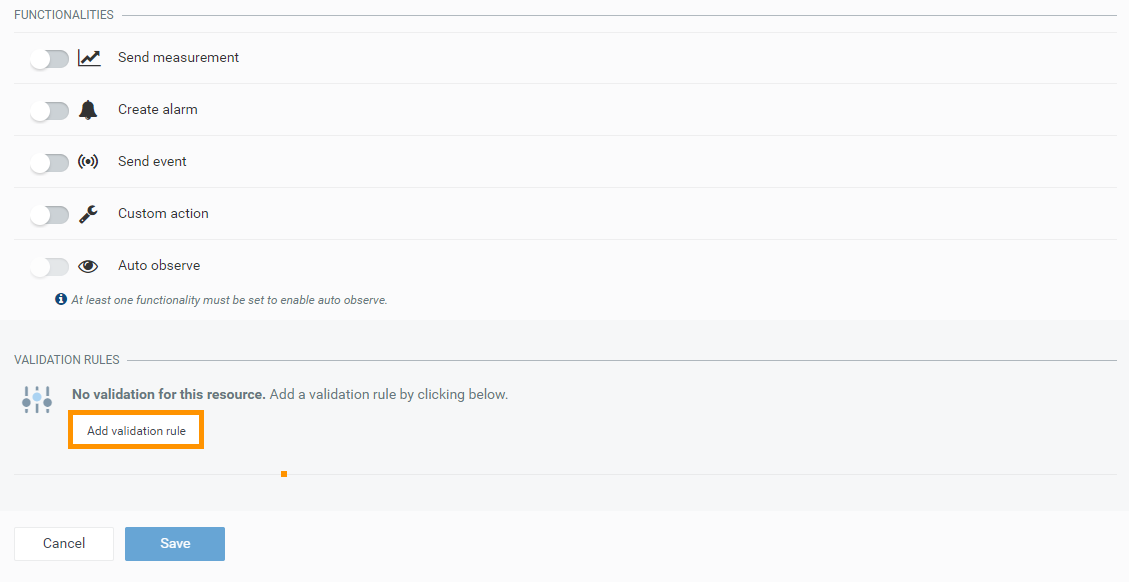 FUNCTIONALITIES
Send measurement
Create alarm
Send event
Custom action
Auto observe
At least one functionality must be set to enable auto observe.
VALIDATION RULES
No validation for this resource. Add a validation rule by clicking below.
Add validation rule
Cancel Save